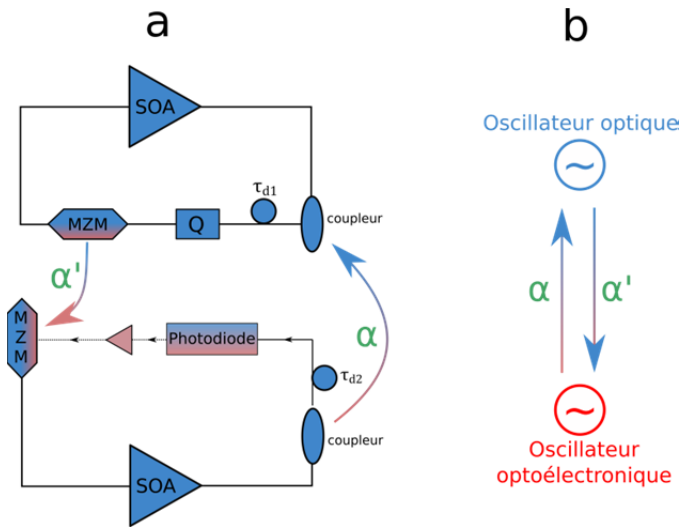 a
b
SOA
Oscillateur optique
~
τd1
MZM
Q
coupleur
α'
α
α
α'
M
Z
M
Photodiode
τd2
~
coupleur
Oscillateur
optoélectronique
SOA